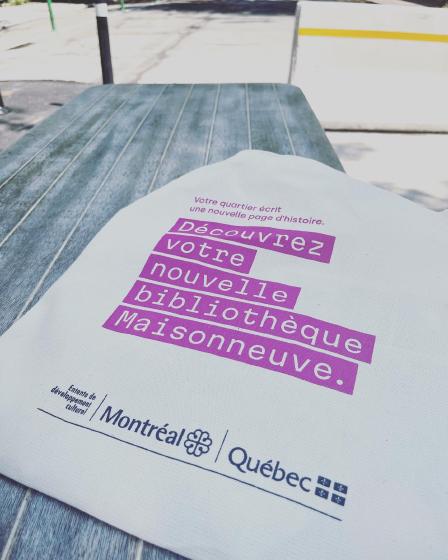 Votre quartier écrit
une nouvelle page d'histoire.
Découvrez
votre
nouvelle
bibliothèque
Maisonneuve.
Entente de
développement
culturel
Montréal
Québec